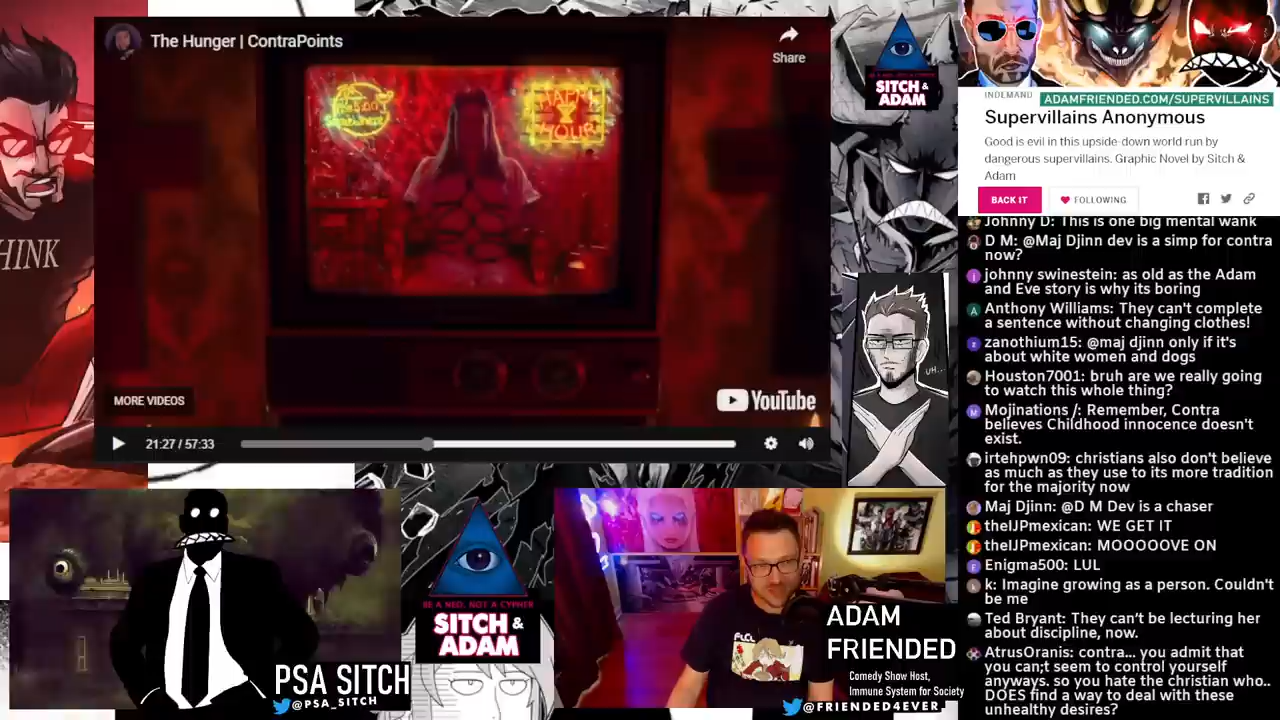 The Hunger | ContraPoints
Share
HAPPY
HOUR
MORE VIDEOS
YouTube
21:27 / 57:33
HINK
SITCH &
ADAM
UH..
INDEMAND
ADAMFRIENDED.COM/SUPERVILLAINS
Supervillains Anonymous
Good is evil in this upside-down world run by
dangerous supervillains. Graphic Novel by Sitch &
Adam
BACK IT
FOLLOWING
Johnny D: This is one big mental wank
D M: @Maj Djinn dev is a simp for contra
now?
johnny swinestein: as old as the Adam
and Eve story is why its boring
Anthony Williams: They can't complete
a sentence without changing clothes!
zanothium15: @maj djinn only if it's
about white women and dogs
Houston7001: bruh are we really going
to watch this whole thing?
Mojinations /: Remember, Contra
believes Childhood innocence doesn't
exist.
irtehpwn09: christians also don't believe
as much as they use to its more tradition
for the majority now
Maj Djinn: @D M Dev is a chaser
theIJPmexican: WE GET IT
theIJPmexican: MOOOOOVE ON
Enigma500: LUL
k: Imagine growing as a person. Couldn't
be me
Ted Bryant: They can't be lecturing her
about discipline, now.
AtrusOranis: contra... you admit that
you can;t seem to control yourself
anyways. so you hate the christian who..
DOES find a way to deal with these
unhealthy desires?
PSA SITCH
@PSA_SITCH
BE A NEO, NOT A CYPHER
SITCH &
ADAM
FLCL
ADAM
FRIENDED
Comedy Show Host,
Immune System for Society
@FRIENDED4EVER